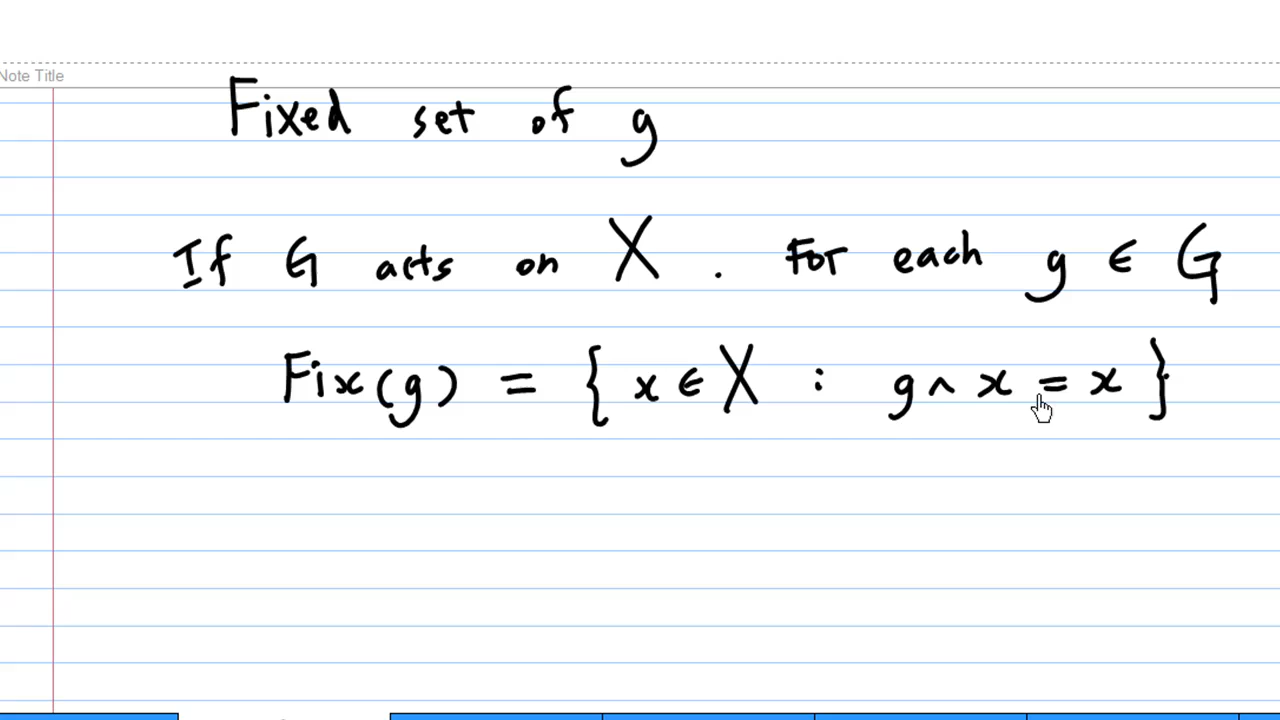 Note Title
Fixed set of g
If G acts on X . For each g ∈ G
Fix(g) = { x ∈ X : g ∧ x = x }